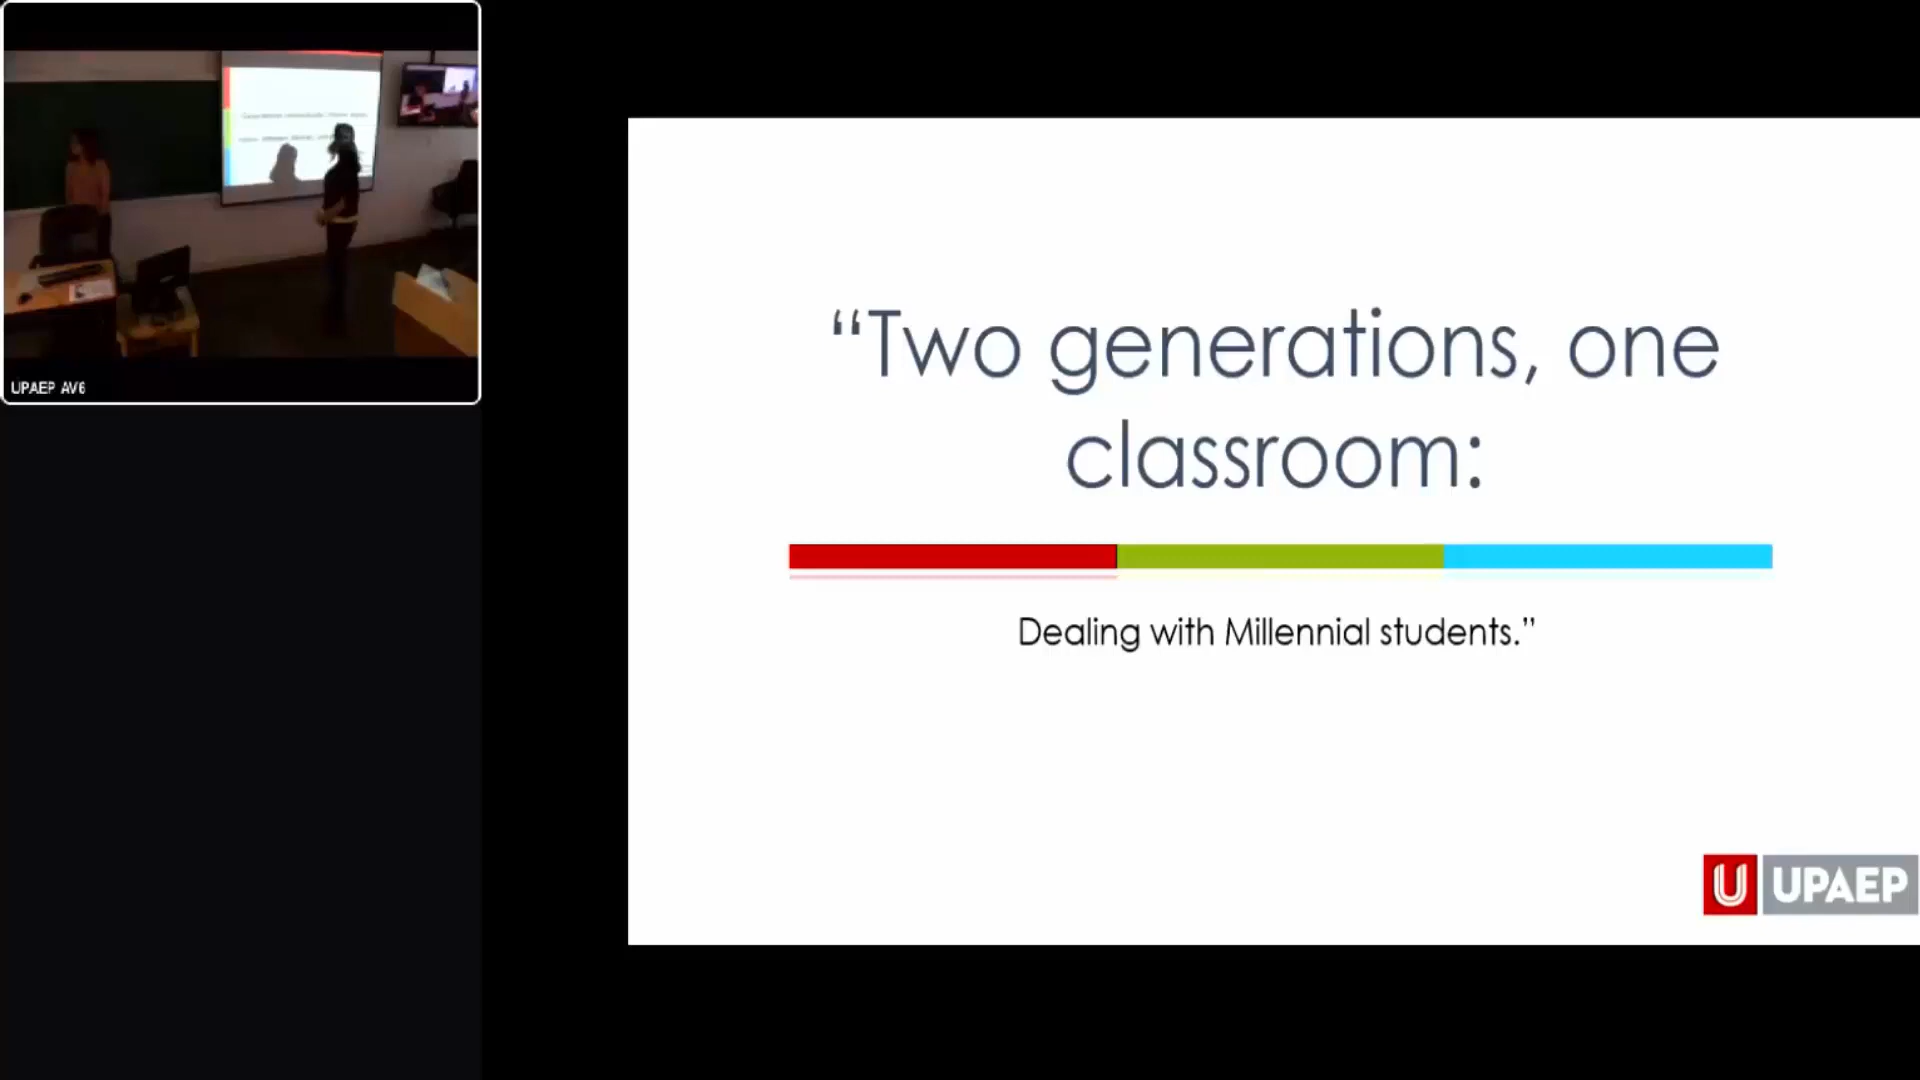 UPAEP AV6
“Two generations, one
classroom:
Dealing with Millennial students.”
U UPAEP